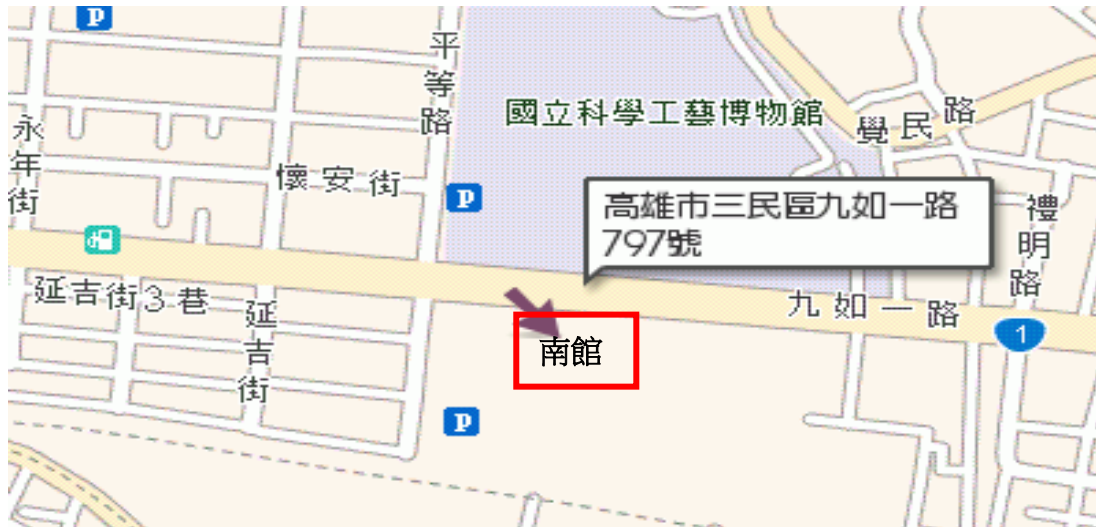 P
平等路
國立科學工藝博物館
覺民路
永年街
懷安街
P
高雄市三民區九如一路
797號
禮明路
延吉街3巷
延吉街
九如一路
1
南館
P